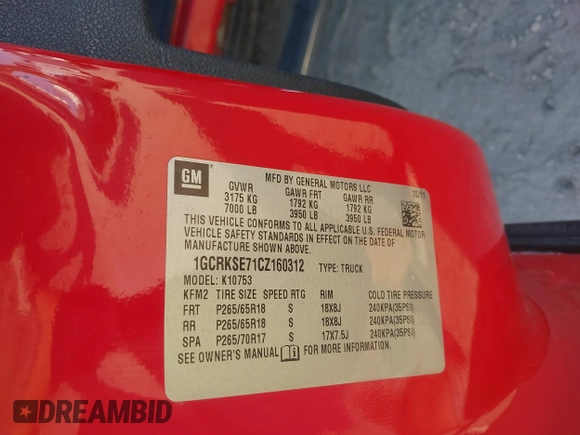 GM
MFD BY GENERAL MOTORS LLC
10/11
GVWR GAWR FRT GAWR RR
3175 KG 1792 KG 1792 KG
7000 LB 3950 LB 3950 LB
THIS VEHICLE CONFORMS TO ALL APPLICABLE U.S. FEDERAL MOTOR
VEHICLE SAFETY STANDARDS IN EFFECT ON THE DATE OF
MANUFACTURE SHOWN ABOVE.
1GCRKSE71CZ160312 TYPE: TRUCK
MODEL: K10753
KFM2 TIRE SIZE SPEED RTG RIM COLD TIRE PRESSURE
FRT P265/65R18 S 18X8J 240KPA(35PSI)
RR P265/65R18 S 18X8J 240KPA(35PSI)
SPA P265/70R17 S 17X7.5J 240KPA(35PSI)
SEE OWNER'S MANUAL FOR MORE INFORMATION.
DREAMBID